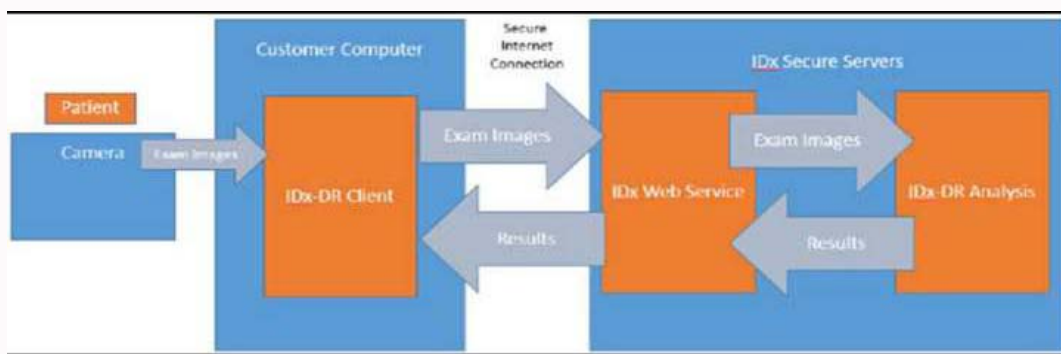 Patient
Camera
Exam Images
Customer Computer
IDx-DR Client
Secure
Internet
Connection
Exam Images
Results
IDx Secure Servers
IDx Web Service
Exam Images
Results
IDx-DR Analysis